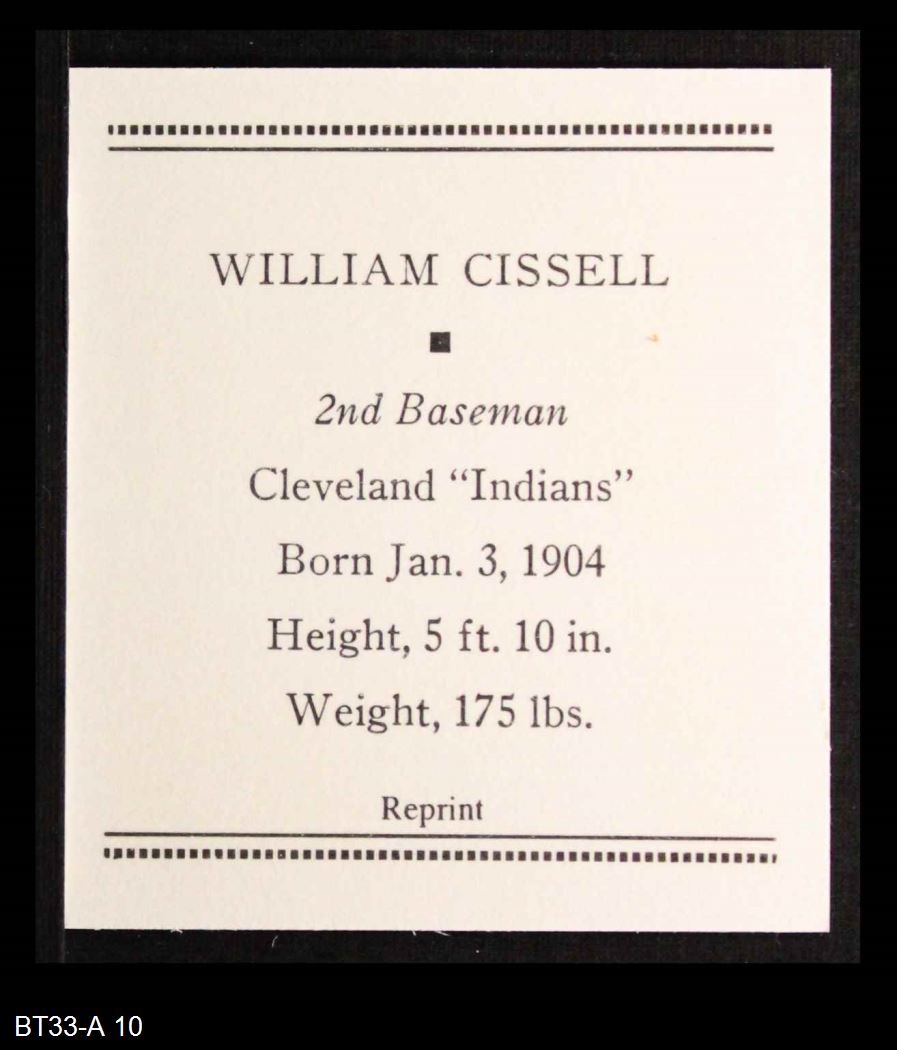 WILLIAM CISSELL
2nd Baseman
Cleveland “Indians”
Born Jan. 3, 1904
Height, 5 ft. 10 in.
Weight, 175 lbs.
Reprint
BT33-A 10